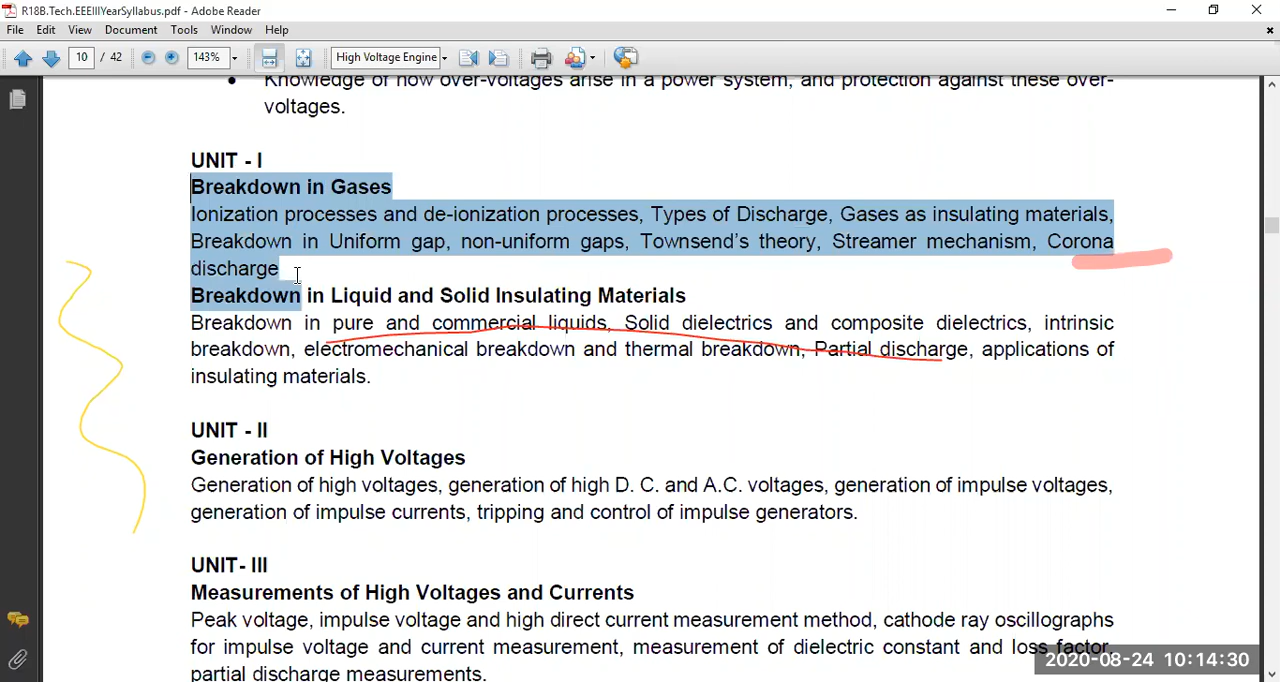 R18B.Tech.EEEIIIYearSyllabus.pdf - Adobe Reader
File Edit View Document Tools Window Help
10 / 42 143% High Voltage Engine
Knowledge of how over-voltages arise in a power system, and protection against these over-
voltages.
UNIT - I
Breakdown in Gases
Ionization processes and de-ionization processes, Types of Discharge, Gases as insulating materials,
Breakdown in Uniform gap, non-uniform gaps, Townsend's theory, Streamer mechanism, Corona
discharge
Breakdown in Liquid and Solid Insulating Materials
Breakdown in pure and commercial liquids, Solid dielectrics and composite dielectrics, intrinsic
breakdown, electromechanical breakdown and thermal breakdown, Partial discharge, applications of
insulating materials.
UNIT - II
Generation of High Voltages
Generation of high voltages, generation of high D. C. and A.C. voltages, generation of impulse voltages,
generation of impulse currents, tripping and control of impulse generators.
UNIT- III
Measurements of High Voltages and Currents
Peak voltage, impulse voltage and high direct current measurement method, cathode ray oscillographs
for impulse voltage and current measurement, measurement of dielectric constant and loss factor,
partial discharge measurements.
2020-08-24 10:14:30